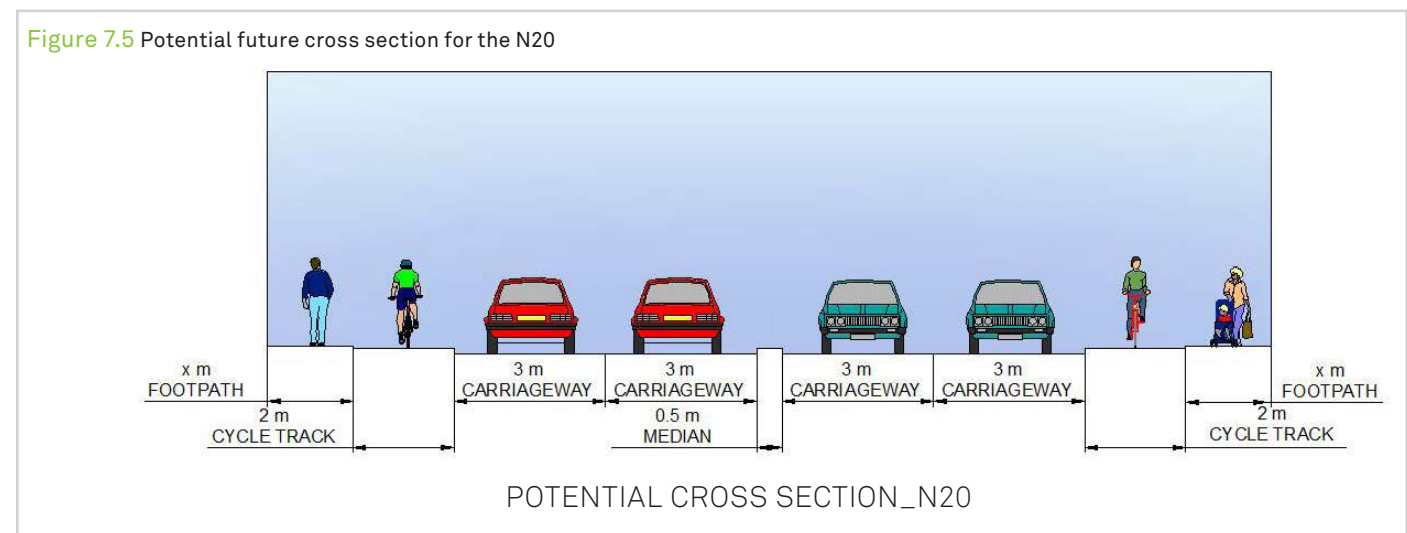 Figure 7.5 Potential future cross section for the N20
x m
FOOTPATH
2 m
CYCLE TRACK
3 m
CARRIAGEWAY
3 m
CARRIAGEWAY
0.5 m
MEDIAN
3 m
CARRIAGEWAY
3 m
CARRIAGEWAY
x m
FOOTPATH
2 m
CYCLE TRACK
POTENTIAL CROSS SECTION_N20